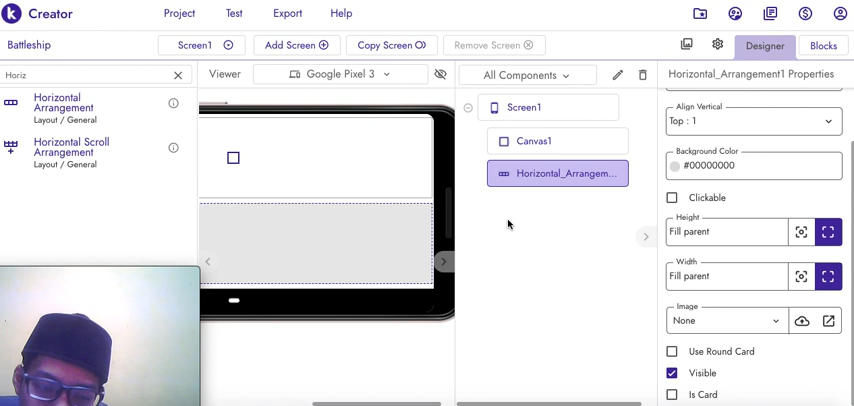 Creator
Project
Test
Export
Help
Battleship
Screen1
Add Screen
Copy Screen
Remove Screen
Designer
Blocks
Horiz
Viewer
Google Pixel 3
All Components
Horizontal_Arrangement1 Properties
Horizontal
Arrangement
Layout / General
Horizontal Scroll
Arrangement
Layout / General
Screen1
Canvas1
Horizontal_Arrangem...
Align Vertical
Top : 1
Background Color
#00000000
Clickable
Height
Fill parent
Width
Fill parent
Image
None
Use Round Card
Visible
Is Card